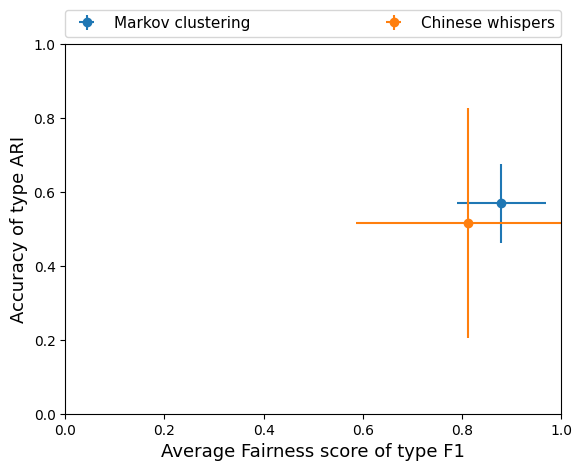 Markov clustering Chinese whispers
1.0
0.8
0.6
0.4
0.2
0.0
Accuracy of type ARI
0.0 0.2 0.4 0.6 0.8 1.0
Average Fairness score of type F1